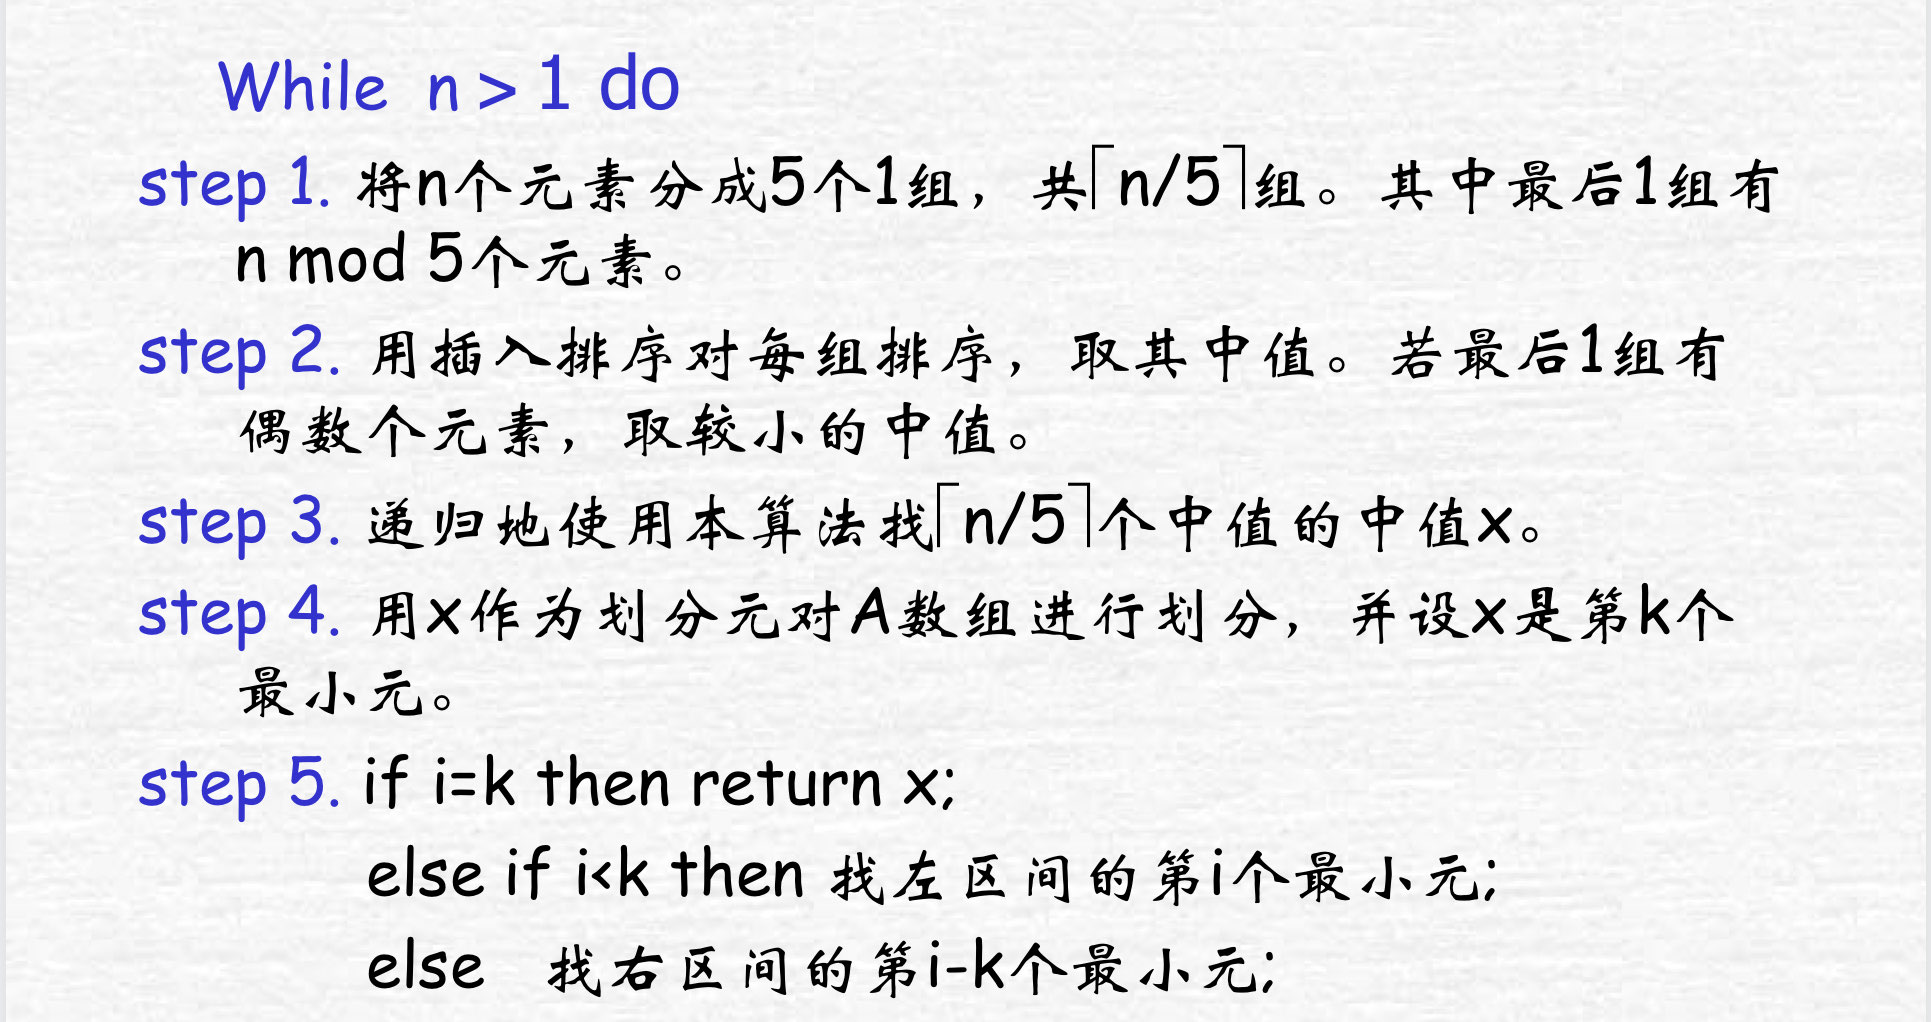 While n > 1 do
step 1. 将n个元素分成5个1组，共⌈n/5⌉组。其中最后1组有
n mod 5个元素。
step 2. 用插入排序对每组排序，取其中值。若最后1组有
偶数个元素，取较小的中值。
step 3. 递归地使用本算法找⌈n/5⌉个中值的中值x。
step 4. 用x作为划分元对A数组进行划分，并设x是第k个
最小元。
step 5. if i=k then return x;
else if i<k then 找左区间的第i个最小元;
else 找右区间的第i-k个最小元;